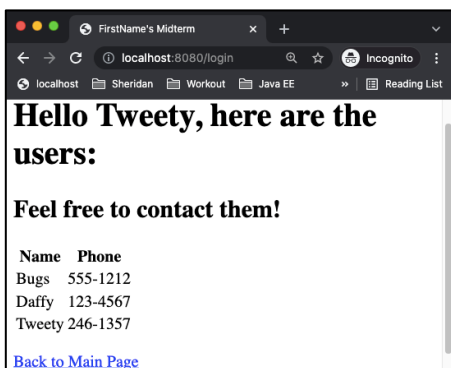 FirstName's Midterm
localhost:8080/login
Incognito
localhost Sheridan Workout Java EE » Reading List
Hello Tweety, here are the
users:
Feel free to contact them!
Name Phone
Bugs 555-1212
Daffy 123-4567
Tweety 246-1357
Back to Main Page